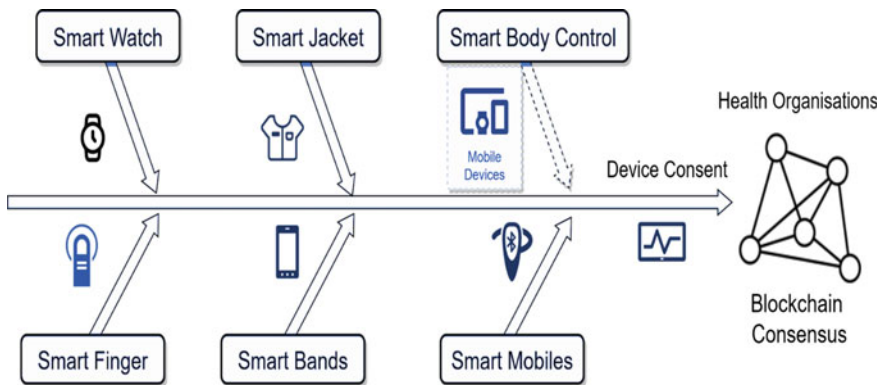 Smart Watch
Smart Jacket
Smart Body Control
Mobile
Devices
Health Organisations
Device Consent
Blockchain
Consensus
Smart Finger
Smart Bands
Smart Mobiles